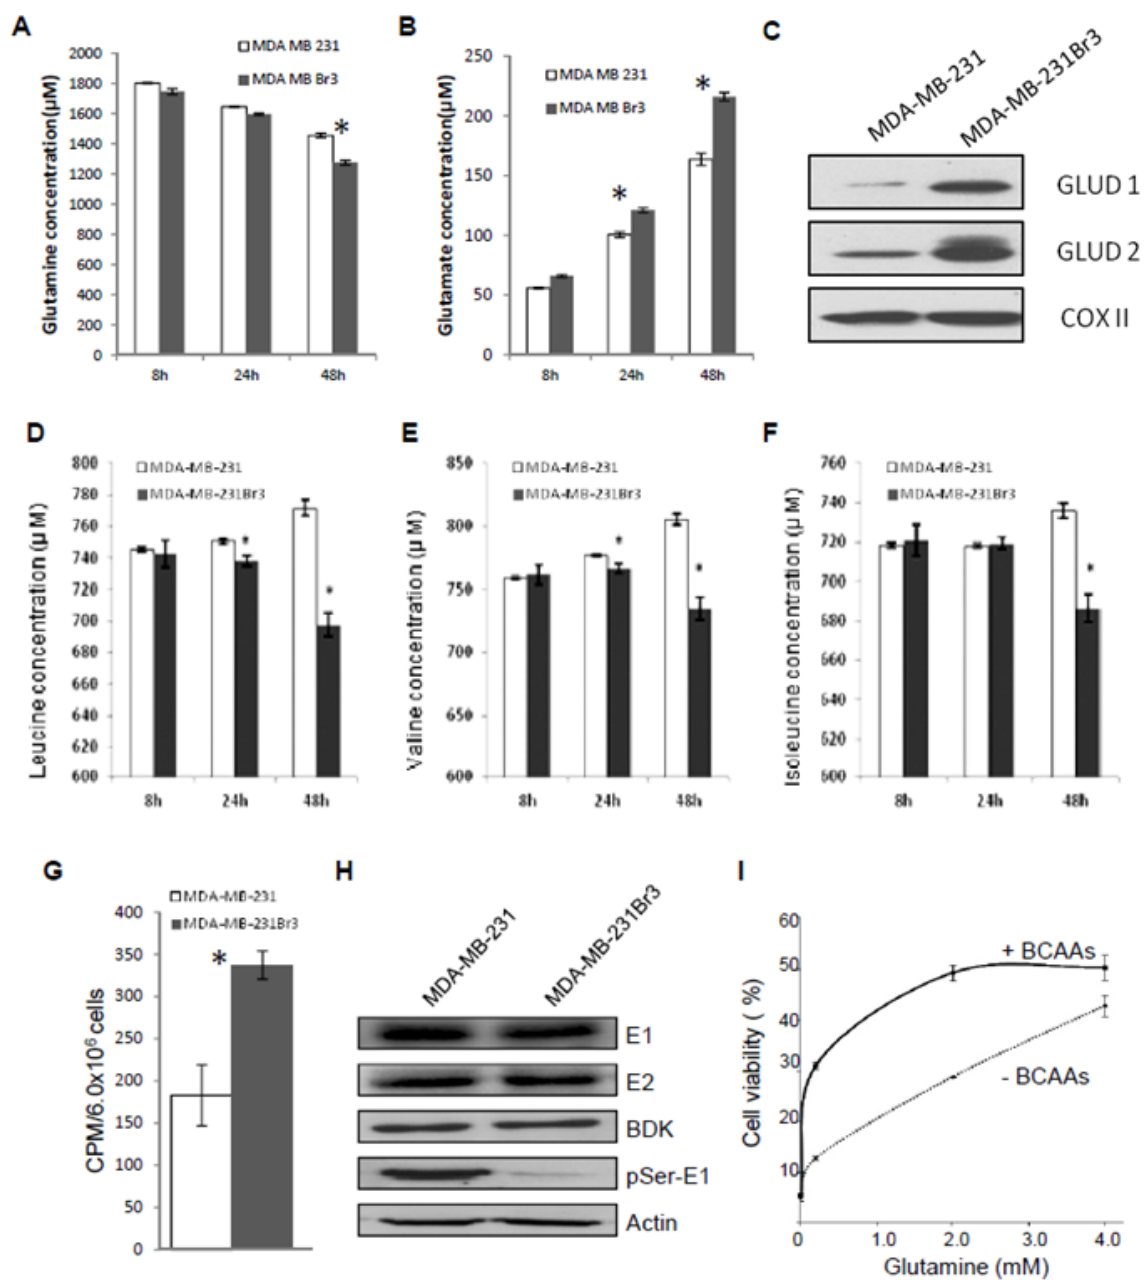 A
MDA MB 231
MDA MB Br3
Glutamine concentration(µM)
2000
1800
1600
1400
1200
1000
800
600
400
200
0
*
8h
24h
48h
B
MDA MB 231
MDA MB Br3
Glutamate concentration(µM)
250
200
150
100
50
0
*
*
8h
24h
48h
C
MDA-MB-231
MDA-MB-231Br3
GLUD 1
GLUD 2
COX II
D
MDA-MB-231
MDA-MB-231Br3
Leucine concentration (µM)
800
780
760
740
720
700
680
660
640
620
600
*
*
8h
24h
48h
E
MDA-MB-231
MDA-MB-231Br3
Valine concentration (µM)
850
800
750
700
650
600
*
*
8h
24h
48h
F
MDA-MB-231
MDA-MB-231Br3
Isoleucine concentration (µM)
760
740
720
700
680
660
640
620
600
*
8h
24h
48h
G
MDA-MB-231
MDA-MB-231Br3
CPM/6.0x10⁶ cells
400
350
300
250
200
150
100
50
0
*
H
MDA-MB-231
MDA-MB-231Br3
E1
E2
BDK
pSer-E1
Actin
I
Cell viability ( %)
60
50
40
30
20
10
+ BCAAs
- BCAAs
0
1.0
2.0
3.0
4.0
Glutamine (mM)